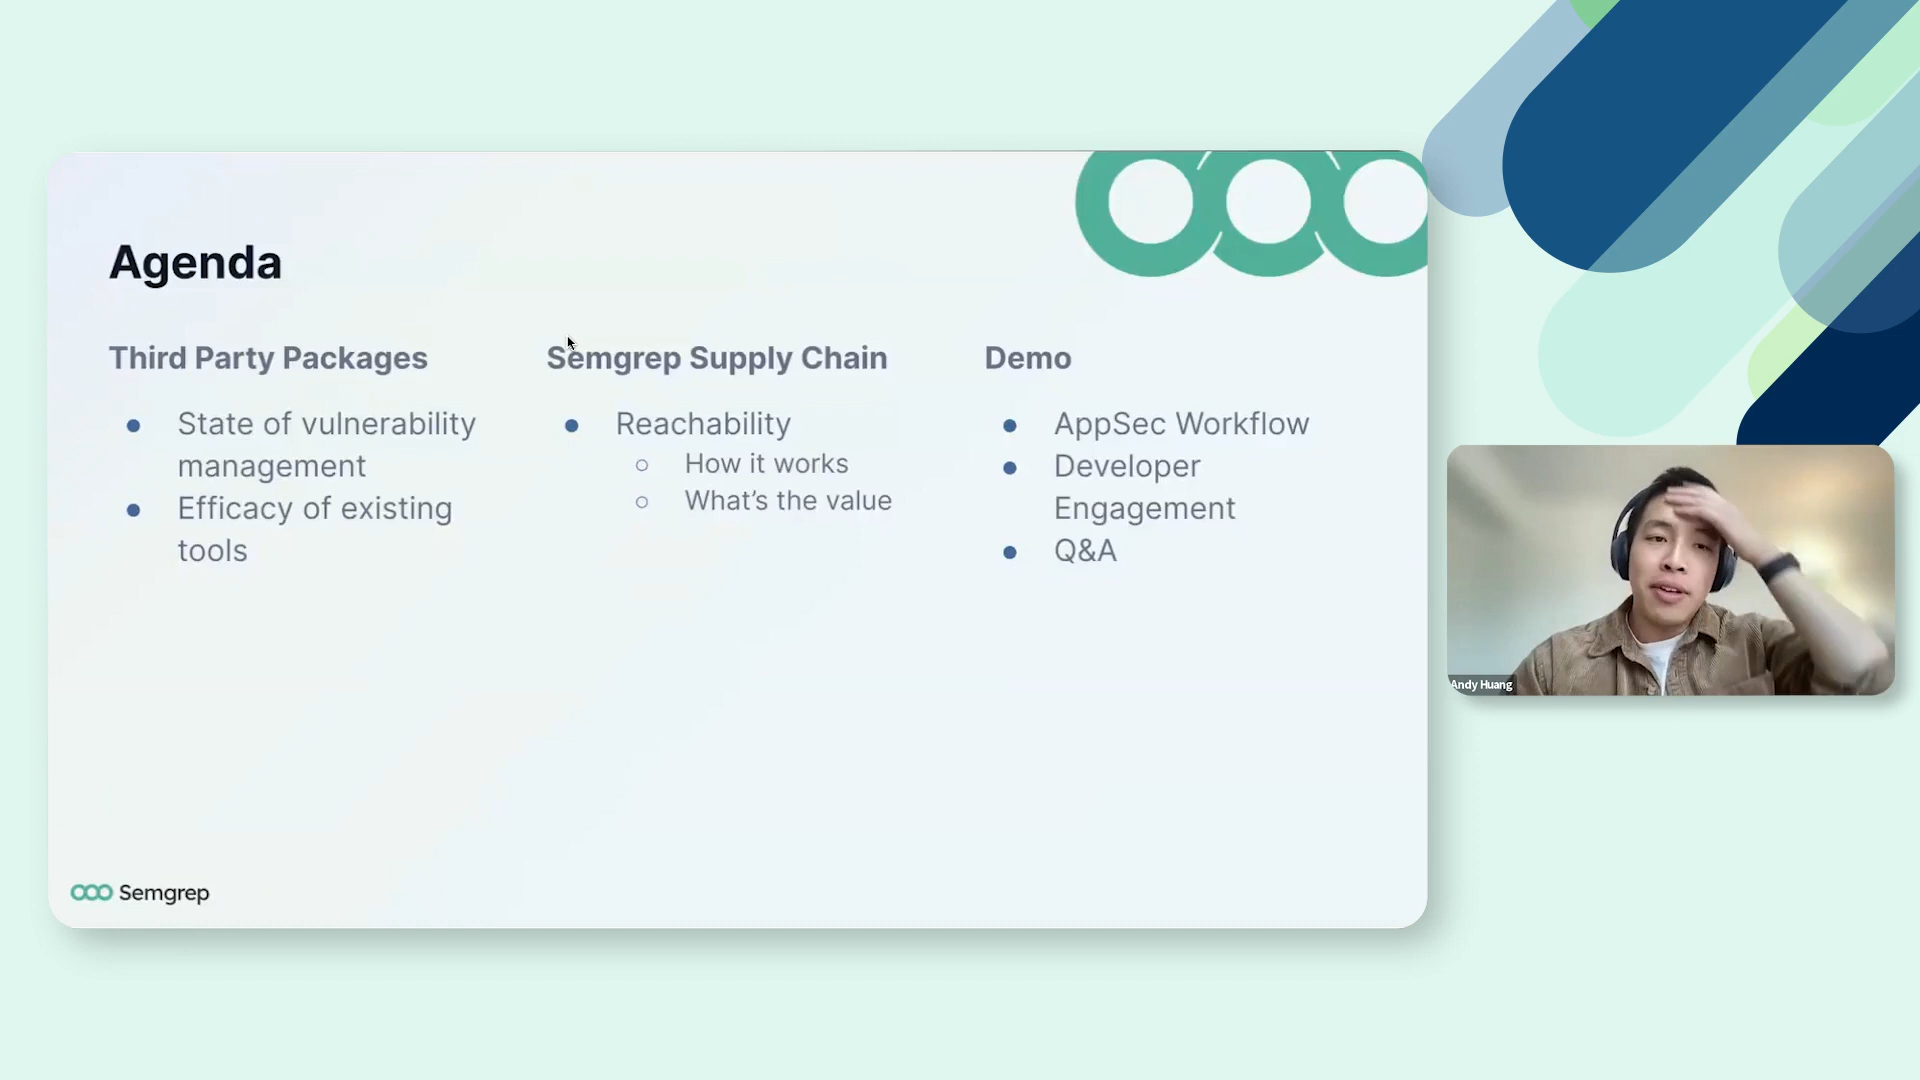 Agenda
Third Party Packages
State of vulnerability
management
Efficacy of existing
tools
Semgrep Supply Chain
Reachability
How it works
What's the value
Demo
AppSec Workflow
Developer
Engagement
Q&A
Semgrep
Andy Huang